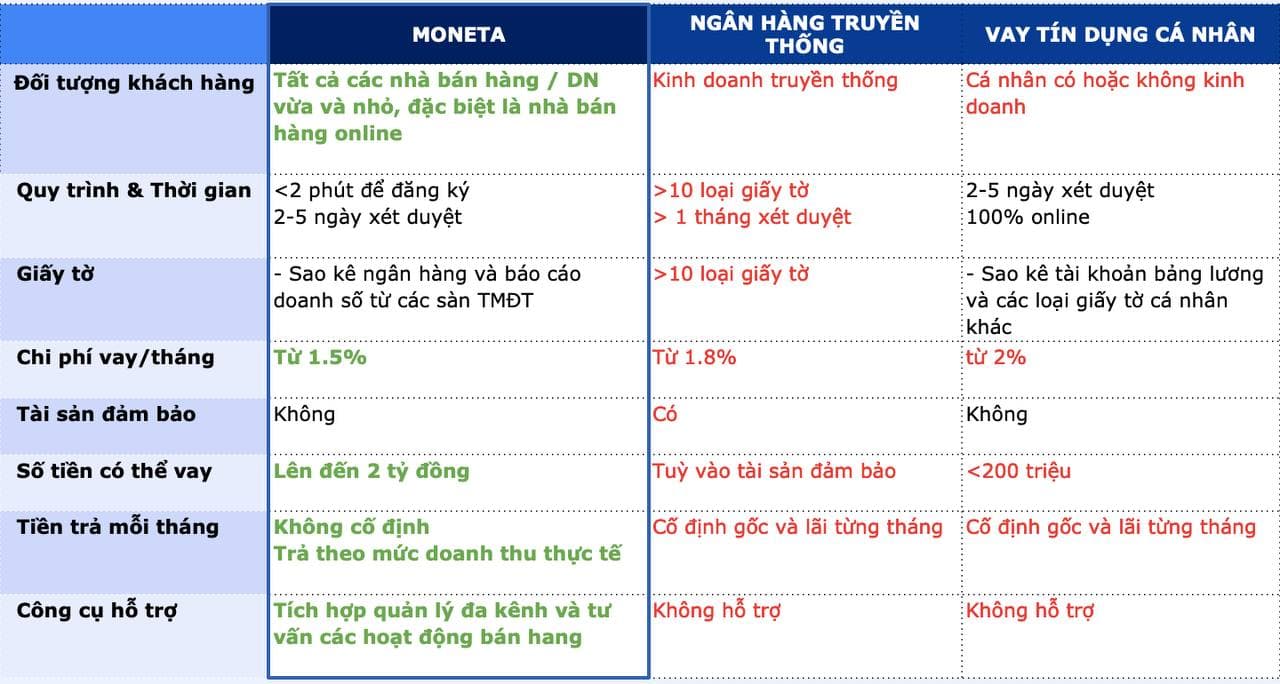 MONETA
NGÂN HÀNG TRUYỀN
THỐNG
VAY TÍN DỤNG CÁ NHÂN
Đối tượng khách hàng
Tất cả các nhà bán hàng / DN
vừa và nhỏ, đặc biệt là nhà bán
hàng online
Kinh doanh truyền thống
Cá nhân có hoặc không kinh
doanh
Quy trình & Thời gian
<2 phút để đăng ký
2-5 ngày xét duyệt
>10 loại giấy tờ
> 1 tháng xét duyệt
2-5 ngày xét duyệt
100% online
Giấy tờ
- Sao kê ngân hàng và báo cáo
doanh số từ các sàn TMĐT
>10 loại giấy tờ
- Sao kê tài khoản bảng lương
và các loại giấy tờ cá nhân
khác
Chi phí vay/tháng
Từ 1.5%
Từ 1.8%
từ 2%
Tài sản đảm bảo
Không
Có
Không
Số tiền có thể vay
Lên đến 2 tỷ đồng
Tuỳ vào tài sản đảm bảo
<200 triệu
Tiền trả mỗi tháng
Không cố định
Trả theo mức doanh thu thực tế
Cố định gốc và lãi từng tháng
Cố định gốc và lãi từng tháng
Công cụ hỗ trợ
Tích hợp quản lý đa kênh và tư
vấn các hoạt động bán hang
Không hỗ trợ
Không hỗ trợ